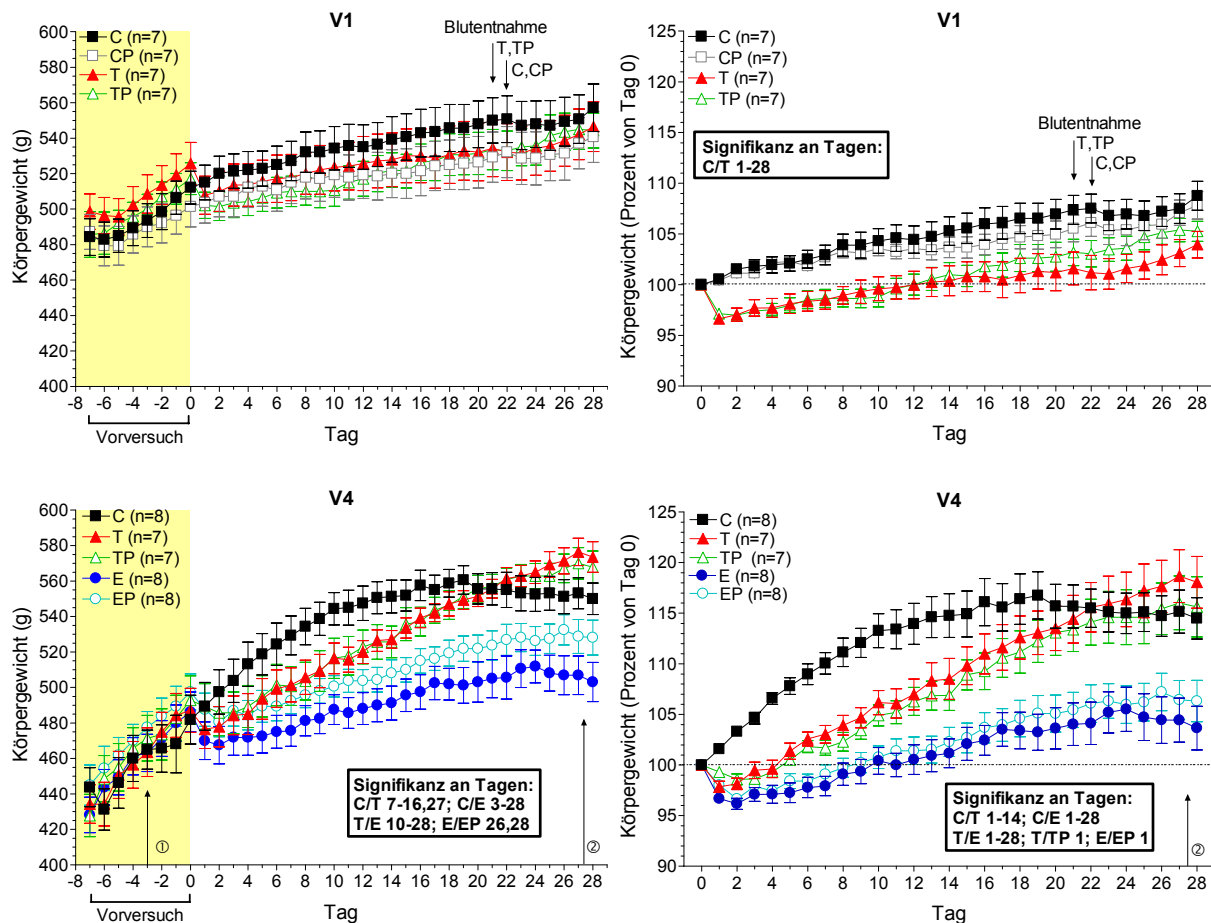 V1
Körpergewicht (g)
600
580
560
540
520
500
480
460
440
420
400
C (n=7)
CP (n=7)
T (n=7)
TP (n=7)
Blutentnahme
T,TP
C,CP
-8 -6 -4 -2 0 2 4 6 8 10 12 14 16 18 20 22 24 26 28
Vorversuch
Tag
V1
Körpergewicht (Prozent von Tag 0)
125
120
115
110
105
100
95
90
C (n=7)
CP (n=7)
T (n=7)
TP (n=7)
Signifikanz an Tagen:
C/T 1-28
Blutentnahme
T,TP
C,CP
0 2 4 6 8 10 12 14 16 18 20 22 24 26 28
Tag
V4
Körpergewicht (g)
600
580
560
540
520
500
480
460
440
420
400
C (n=8)
T (n=7)
TP (n=7)
E (n=8)
EP (n=8)
Signifikanz an Tagen:
C/T 7-16,27; C/E 3-28
T/E 10-28; E/EP 26,28
①
②
-8 -6 -4 -2 0 2 4 6 8 10 12 14 16 18 20 22 24 26 28
Vorversuch
Tag
V4
Körpergewicht (Prozent von Tag 0)
125
120
115
110
105
100
95
90
C (n=8)
T (n=7)
TP (n=7)
E (n=8)
EP (n=8)
Signifikanz an Tagen:
C/T 1-14; C/E 1-28
T/E 1-28; T/TP 1; E/EP 1
②
0 2 4 6 8 10 12 14 16 18 20 22 24 26 28
Tag